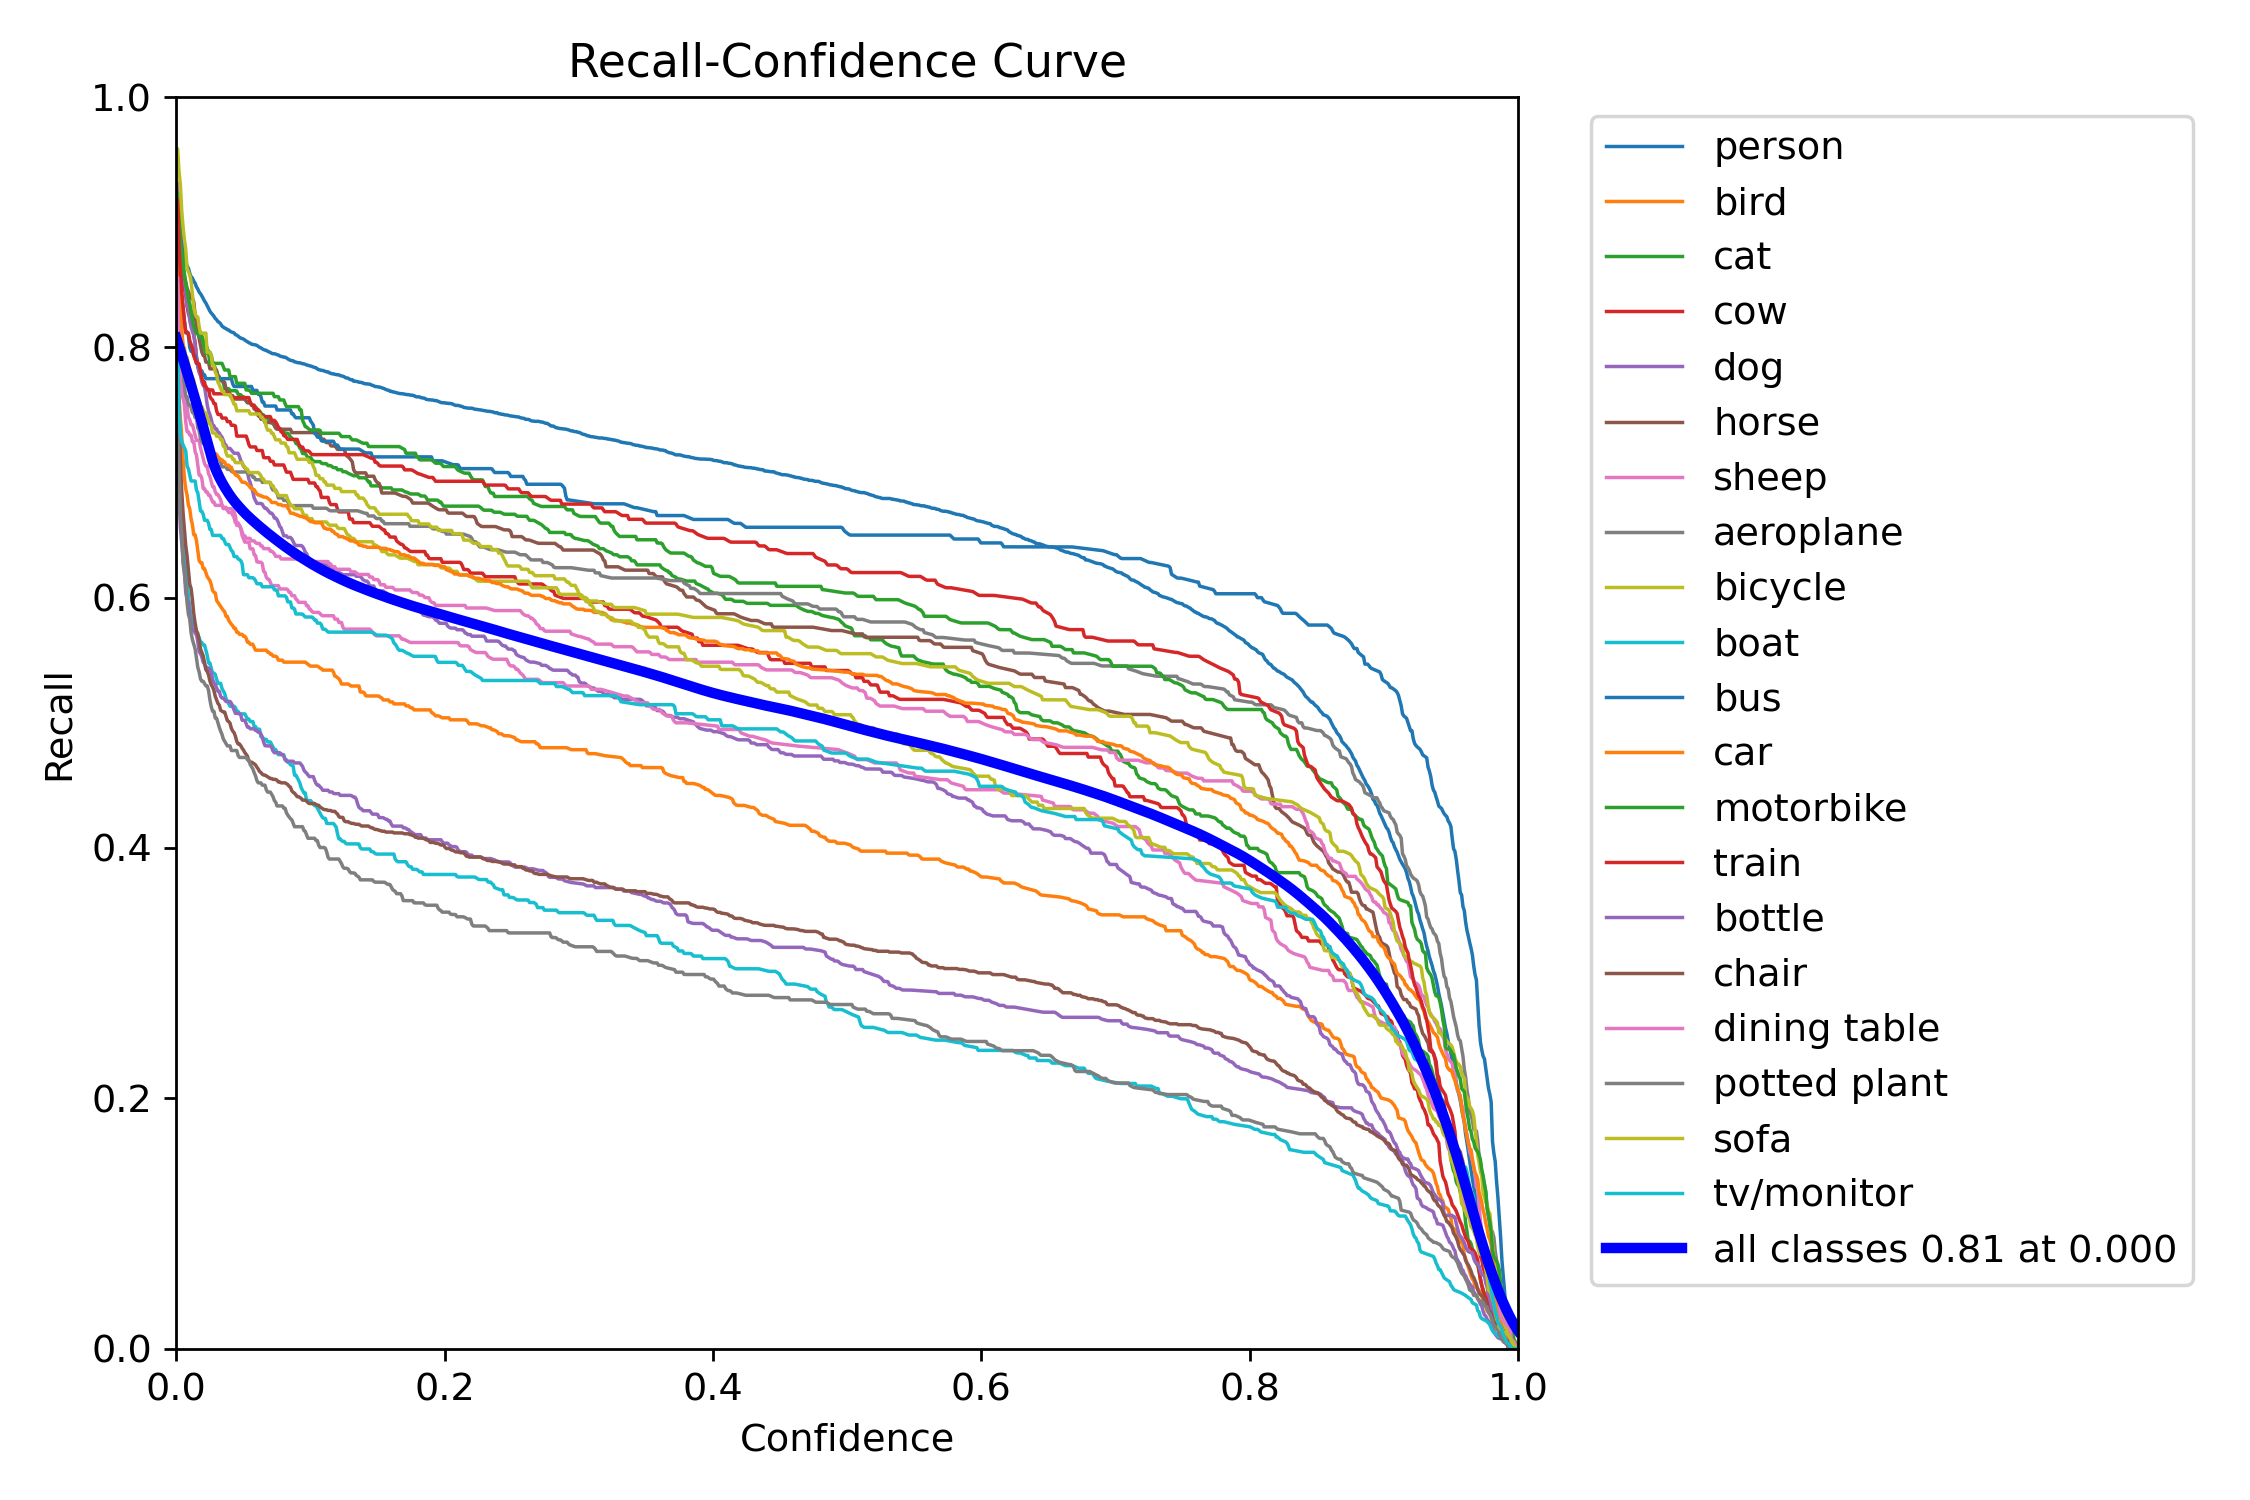 Recall-Confidence Curve
1.0
0.8
0.6
0.4
0.2
0.0
Recall
0.0 0.2 0.4 0.6 0.8 1.0
Confidence
person
bird
cat
cow
dog
horse
sheep
aeroplane
bicycle
boat
bus
car
motorbike
train
bottle
chair
dining table
potted plant
sofa
tv/monitor
all classes 0.81 at 0.000